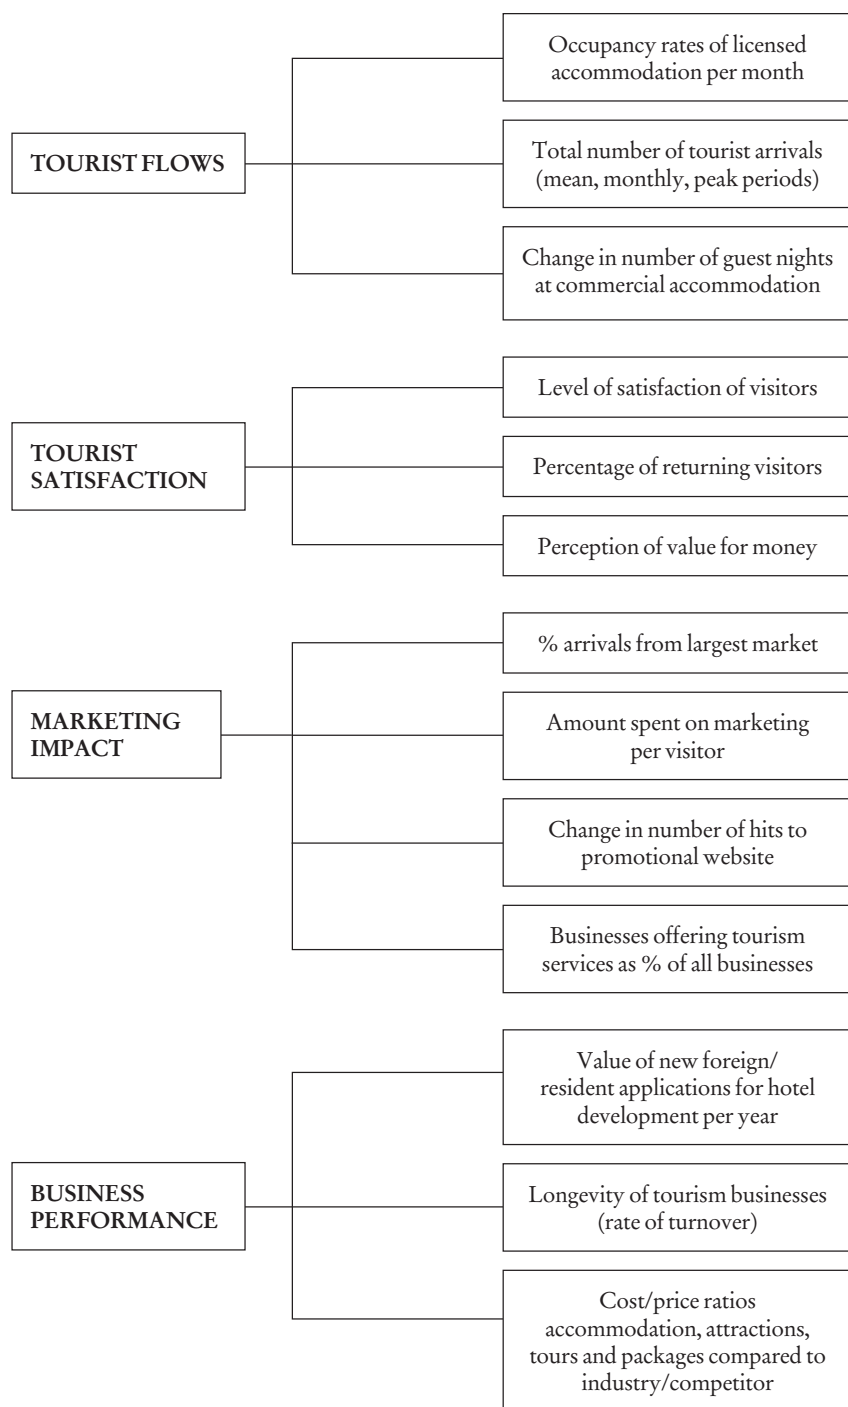 TOURIST FLOWS
Occupancy rates of licensed
accommodation per month
Total number of tourist arrivals
(mean, monthly, peak periods)
Change in number of guest nights
at commercial accommodation
TOURIST
SATISFACTION
Level of satisfaction of visitors
Percentage of returning visitors
Perception of value for money
MARKETING
IMPACT
% arrivals from largest market
Amount spent on marketing
per visitor
Change in number of hits to
promotional website
Businesses offering tourism
services as % of all businesses
BUSINESS
PERFORMANCE
Value of new foreign/
resident applications for hotel
development per year
Longevity of tourism businesses
(rate of turnover)
Cost/price ratios
accommodation, attractions,
tours and packages compared to
industry/competitor